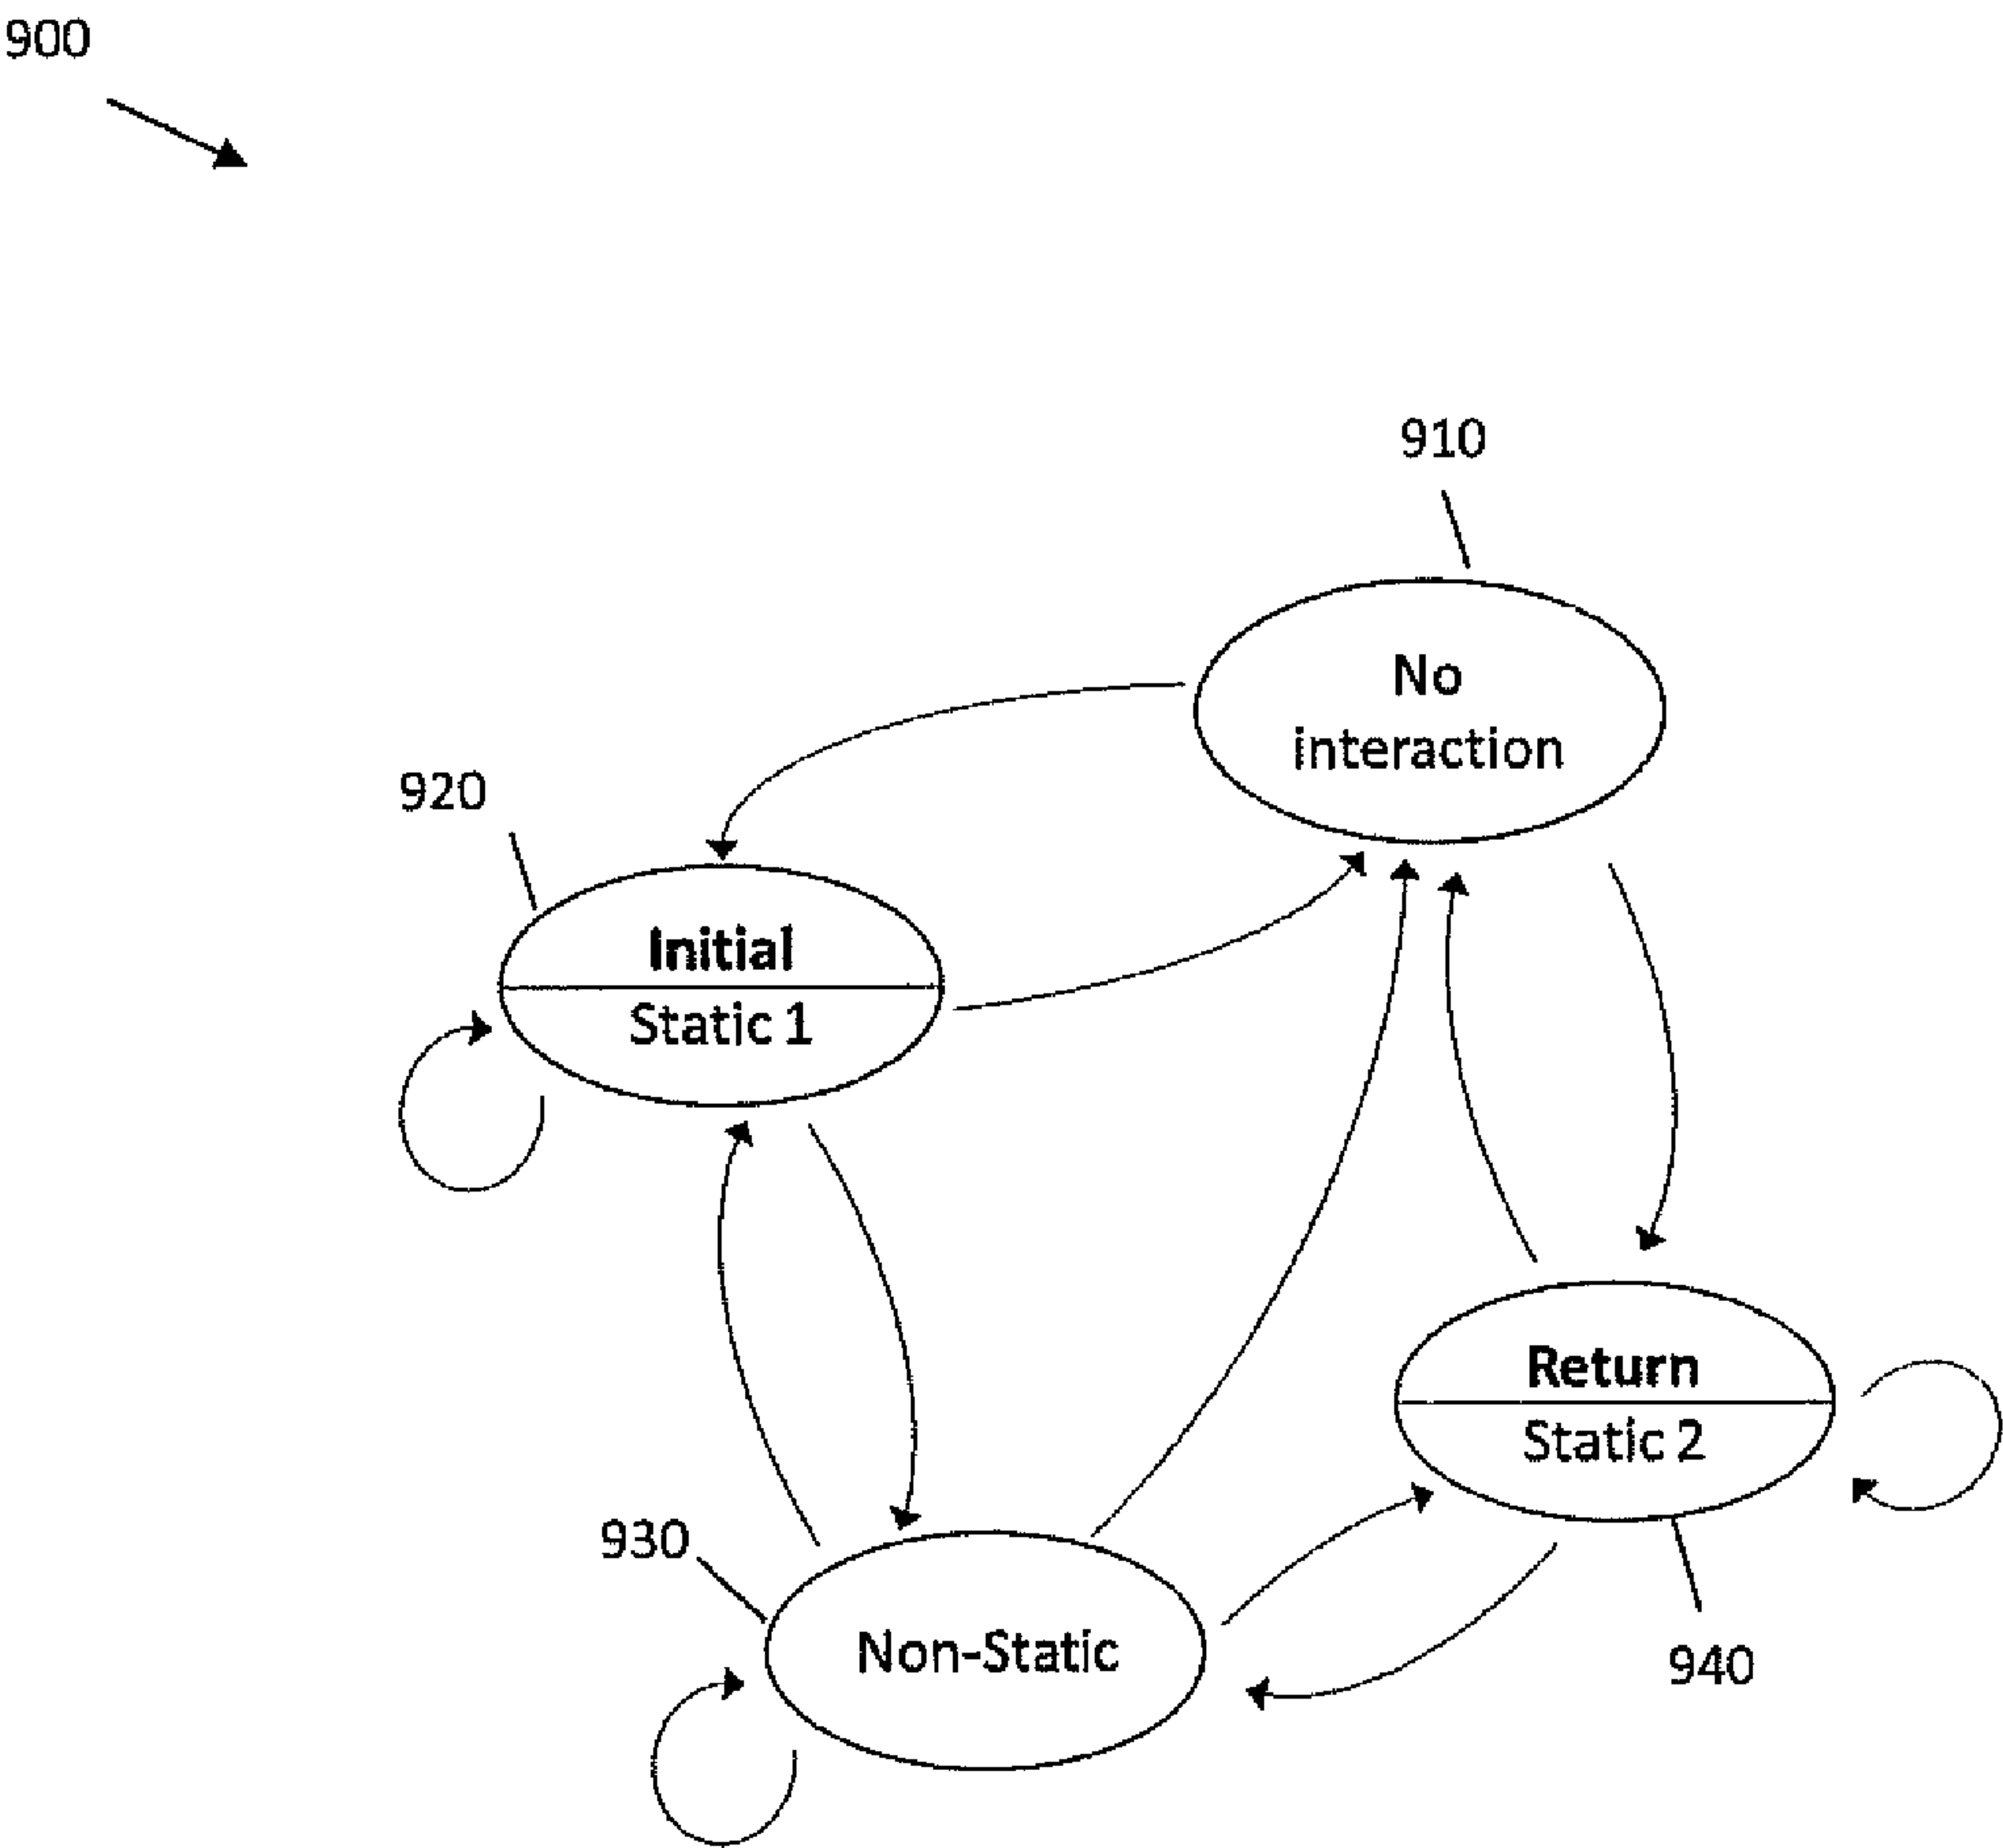 900
910
No
interaction
920
Initial
Static 1
Return
Static 2
930
Non-Static
940